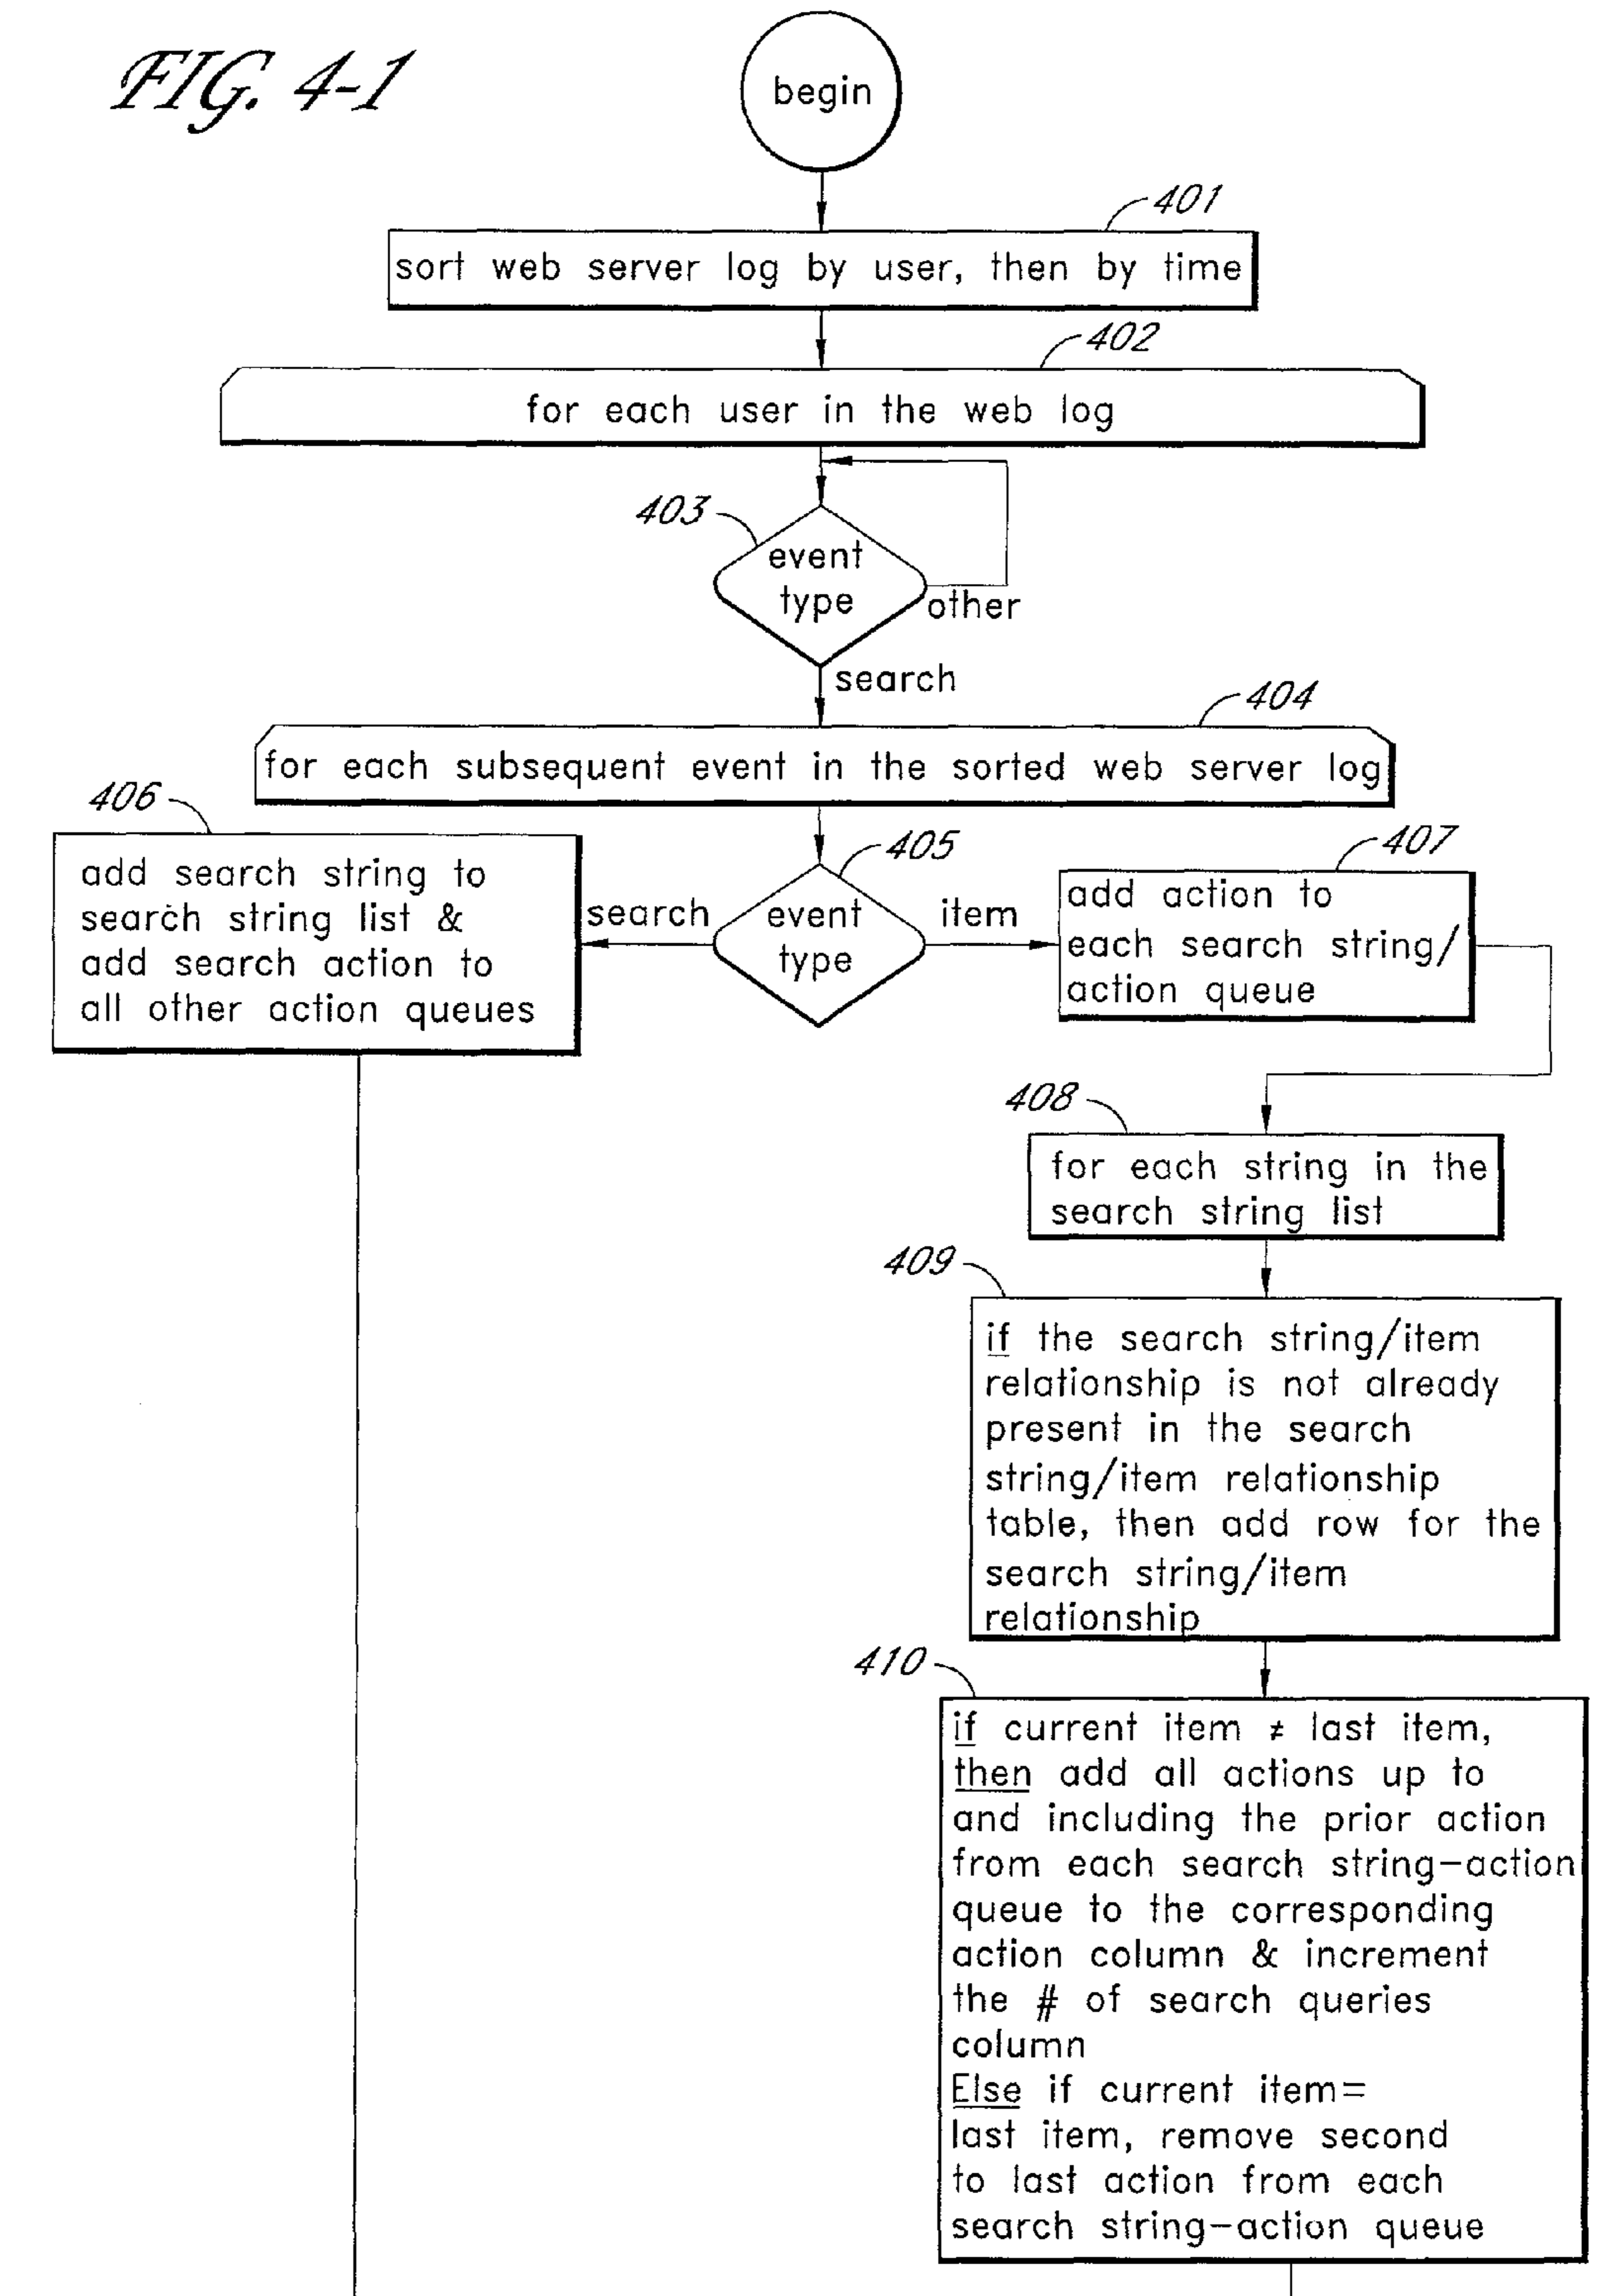 FIG. 4-1
begin
401
sort web server log by user, then by time
402
for each user in the web log
403
event
type
other
search
404
for each subsequent event in the sorted web server log
406
add search string to
search string list &
add search action to
all other action queues
search
405
event
type
item
407
add action to
each search string/
action queue
408
for each string in the
search string list
409
if the search string/item
relationship is not already
present in the search
string/item relationship
table, then add row for the
search string/item
relationship
410
if current item ≠ last item,
then add all actions up to
and including the prior action
from each search string-action
queue to the corresponding
action column & increment
the # of search queries
column
Else if current item=
last item, remove second
to last action from each
search string-action queue